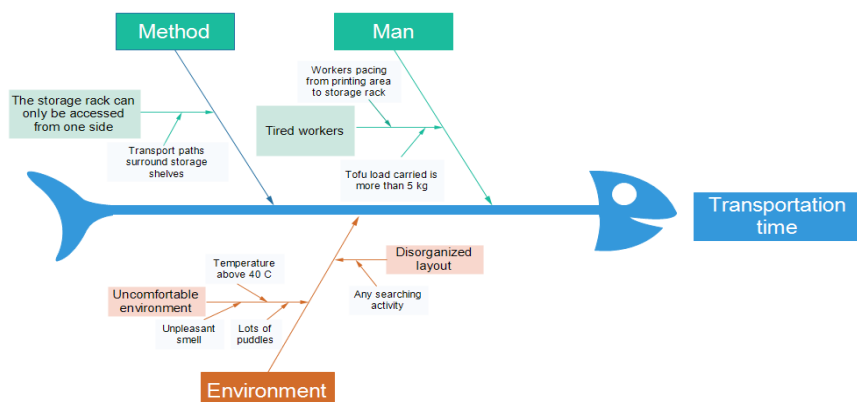 Method
Man
Workers pacing
from printing area
to storage rack
The storage rack can
only be accessed
from one side
Tired workers
Transport paths
surround storage
shelves
Tofu load carried is
more than 5 kg
Transportation
time
Temperature
above 40 C
Disorganized
layout
Uncomfortable
environment
Any searching
activity
Unpleasant
smell
Lots of
puddles
Environment